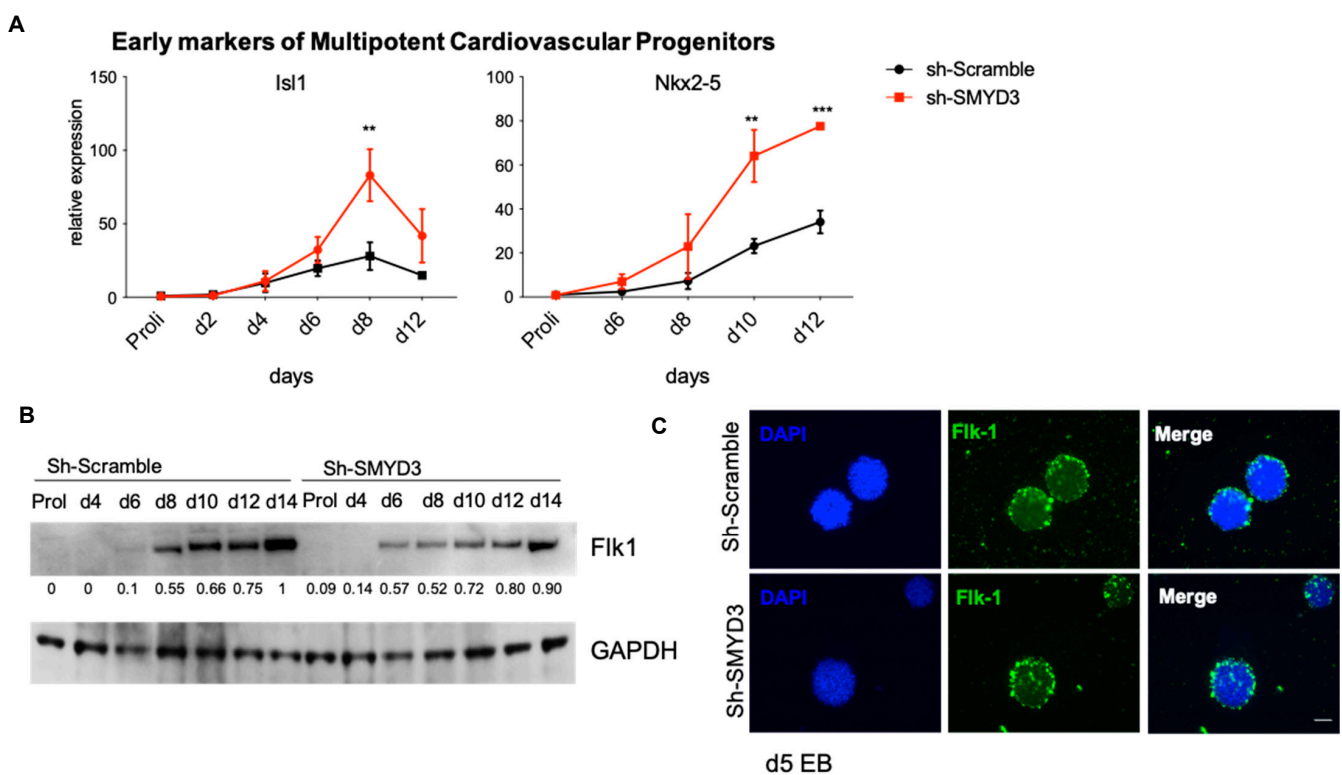 A
Early markers of Multipotent Cardiovascular Progenitors
Isl1
relative expression
150
100
50
0
**
Proli d2 d4 d6 d8 d12
days
Nkx2-5
100
80
60
40
20
0
**
***
Proli d6 d8 d10 d12
days
sh-Scramble
sh-SMYD3
B
Sh-Scramble Sh-SMYD3
Prol d4 d6 d8 d10 d12 d14 Prol d4 d6 d8 d10 d12 d14
Flk1
0 0 0.1 0.55 0.66 0.75 1 0.09 0.14 0.57 0.52 0.72 0.80 0.90
GAPDH
C
Sh-Scramble
DAPI Flk-1 Merge
Sh-SMYD3
DAPI Flk-1 Merge
d5 EB